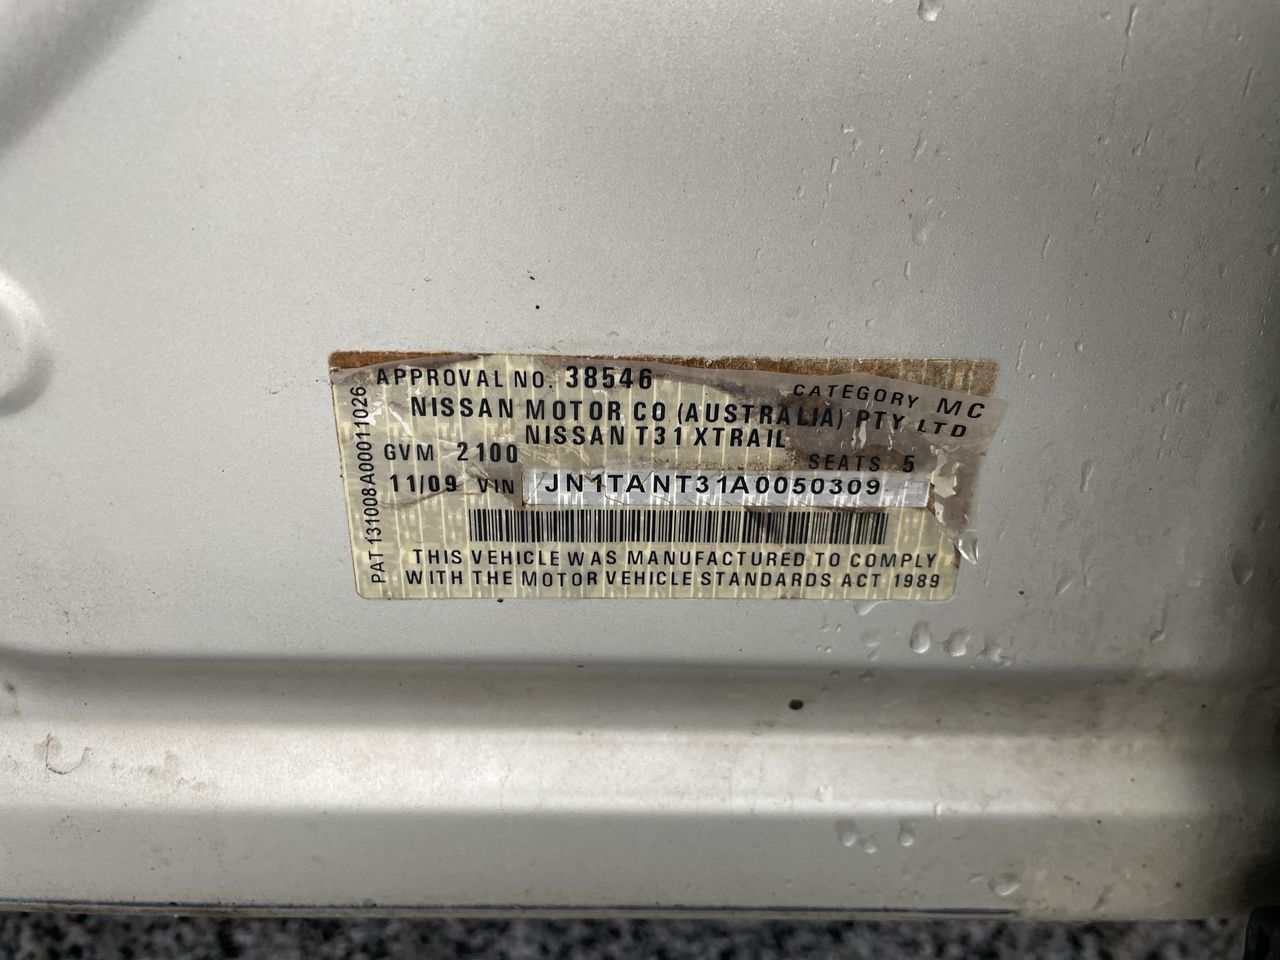 APPROVAL NO. 38546 CATEGORY MC
NISSAN MOTOR CO (AUSTRALIA) PTY LTD
NISSAN T31 XTRAIL
GVM 2100 SEATS 5
11/09 VIN JN1TANT31A0050309
THIS VEHICLE WAS MANUFACTURED TO COMPLY
WITH THE MOTOR VEHICLE STANDARDS ACT 1989
PAT 131008A00011026